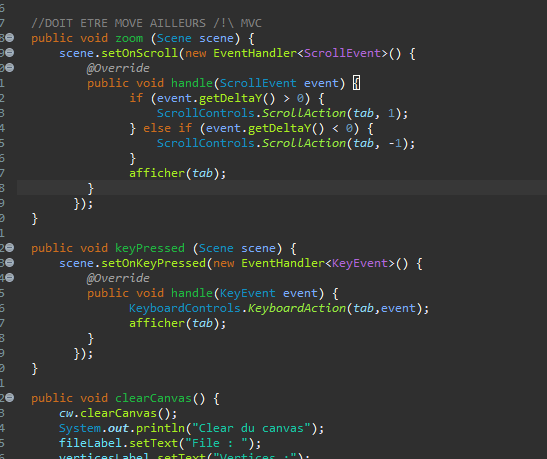 6
7 //DOIT ETRE MOVE AILLEURS /!\ MVC
8 public void zoom (Scene scene) {
9 scene.setOnScroll(new EventHandler<ScrollEvent>() {
0 @Override
1 public void handle(ScrollEvent event) {
2 if (event.getDeltaY() > 0) {
3 ScrollControls.ScrollAction(tab, 1);
4 } else if (event.getDeltaY() < 0) {
5 ScrollControls.ScrollAction(tab, -1);
6 }
7 afficher(tab);
8 }
9 });
0 }
1
2 public void keyPressed (Scene scene) {
3 scene.setOnKeyPressed(new EventHandler<KeyEvent>() {
4 @Override
5 public void handle(KeyEvent event) {
6 KeyboardControls.KeyboardAction(tab,event);
7 afficher(tab);
8 }
9 });
0 }
1
2 public void clearCanvas() {
3 cw.clearCanvas();
4 System.out.println("Clear du canvas");
5 fileLabel.setText("File : ");
6 verticesLabel.setText("Vertices :");